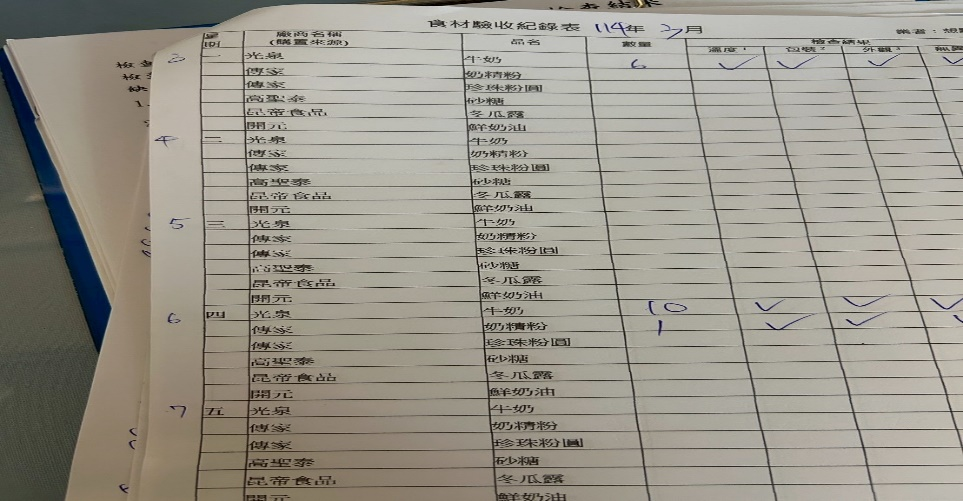 食材驗收紀錄表 114年 3月
星期 廠商名稱(購置來源) 品名 數量 檢查結果
溫度1 包裝2 外觀3
3 一 光泉 牛奶 6 ✓ ✓ ✓ ✓
傳家 奶精粉
傳家 珍珠粉圓
高聖泰 砂糖
昆帝食品 冬瓜露
開元 鮮奶油
4 二 光泉 牛奶
傳家 奶精粉
傳家 珍珠粉圓
高聖泰 砂糖
昆帝食品 冬瓜露
開元 鮮奶油
5 三 光泉 牛奶
傳家 奶精粉
傳家 珍珠粉圓
高聖泰 砂糖
昆帝食品 冬瓜露
開元 鮮奶油
6 四 光泉 牛奶 10 ✓ ✓ ✓
傳家 奶精粉 1 ✓ ✓ ✓
傳家 珍珠粉圓
高聖泰 砂糖
昆帝食品 冬瓜露
開元 鮮奶油
7 五 光泉 牛奶
傳家 奶精粉
傳家 珍珠粉圓
高聖泰 砂糖
昆帝食品 冬瓜露
開元 鮮奶油